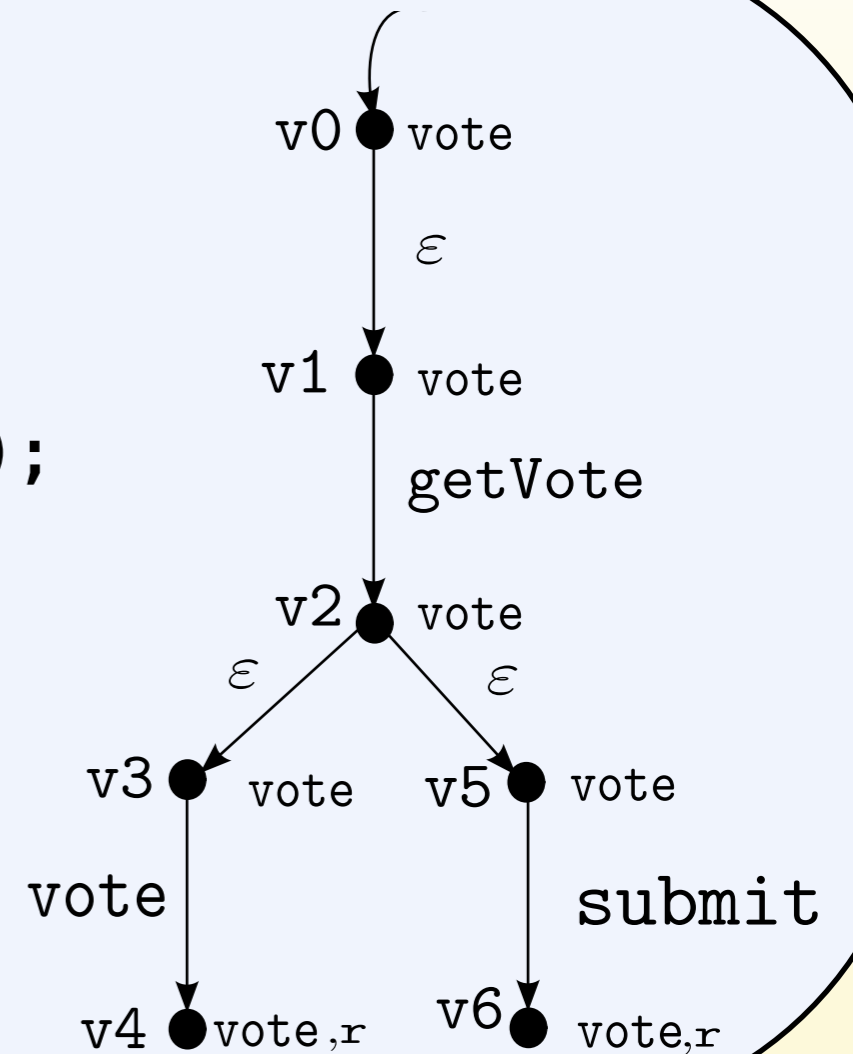 v0 vote
ε
v1 vote
);
getVote
v2 vote
ε ε
v3 vote v5 vote
vote submit
v4 vote,r v6 vote,r